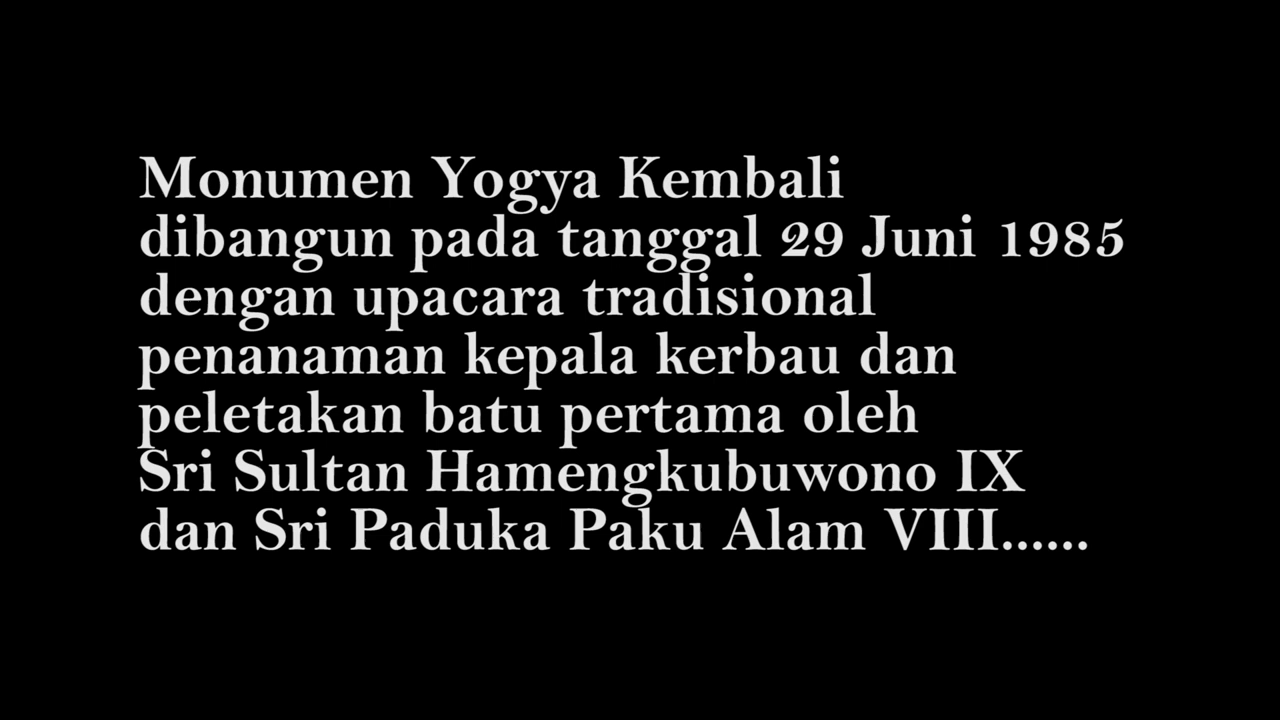 Monumen Yogya Kembali
dibangun pada tanggal 29 Juni 1985
dengan upacara tradisional
penanaman kepala kerbau dan
peletakan batu pertama oleh
Sri Sultan Hamengkubuwono IX
dan Sri Paduka Paku Alam VIII......